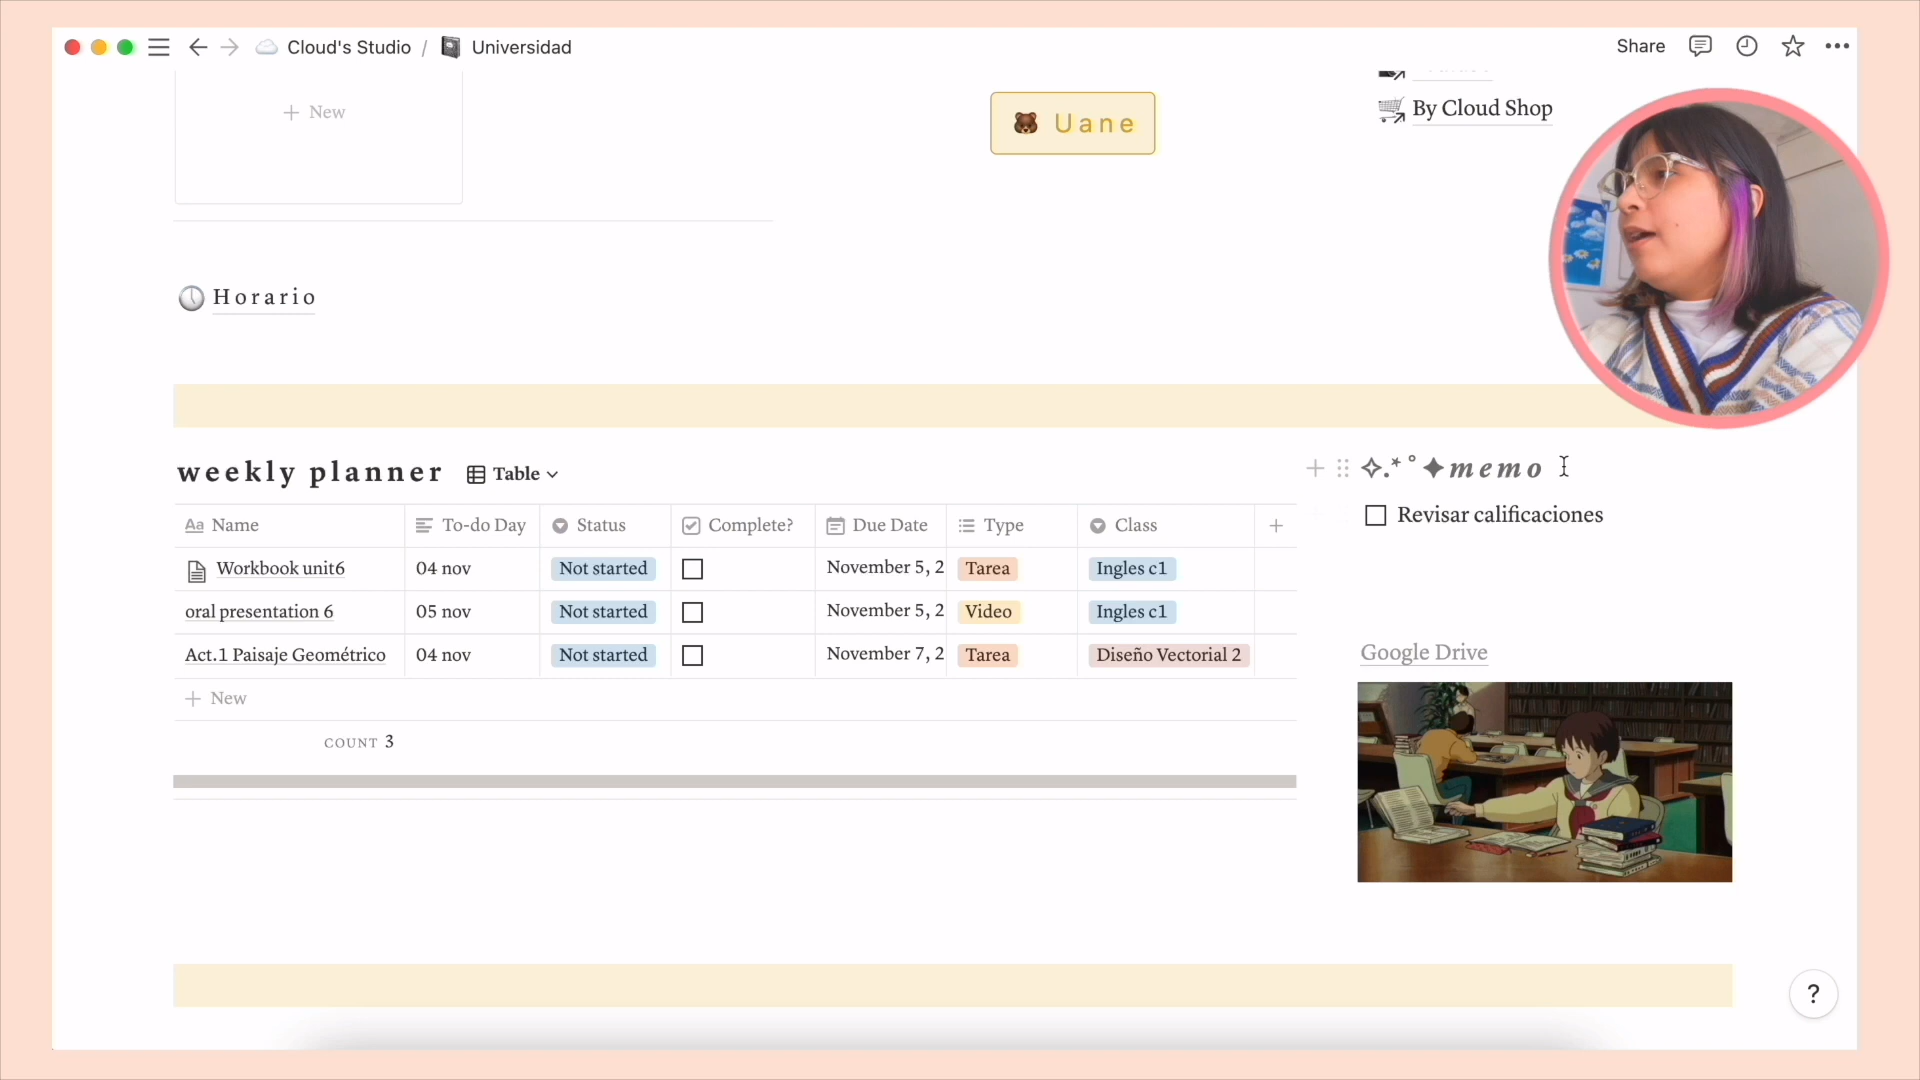 Cloud's Studio / Universidad
Share
New
Uane
By Cloud Shop
Horario
weekly planner Table
✧.*˚✦memo
Aa Name To-do Day Status Complete? Due Date Type Class
Revisar calificaciones
Workbook unit6 04 nov Not started November 5, 2 Tarea Ingles c1
oral presentation 6 05 nov Not started November 5, 2 Video Ingles c1
Act.1 Paisaje Geométrico 04 nov Not started November 7, 2 Tarea Diseño Vectorial 2
Google Drive
New
COUNT 3
?